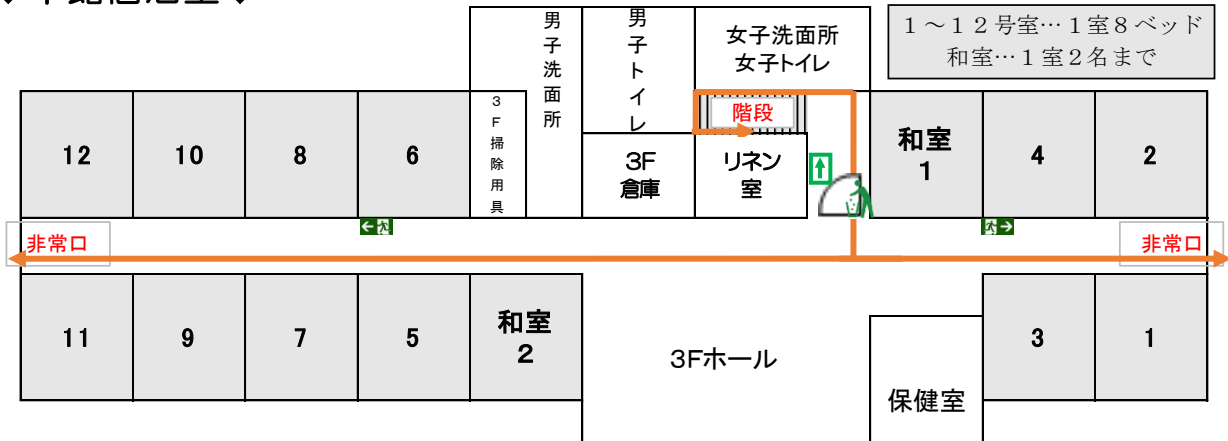 男子洗面所
男子トイレ
女子洗面所
女子トイレ
１～１２号室…１室８ベッド
和室…１室２名まで
階段
12
10
8
6
３Ｆ掃除用具
３Ｆ
倉庫
リネン
室
和室
1
4
2
非常口
非常口
11
9
7
5
和室
2
３Ｆホール
保健室
3
1